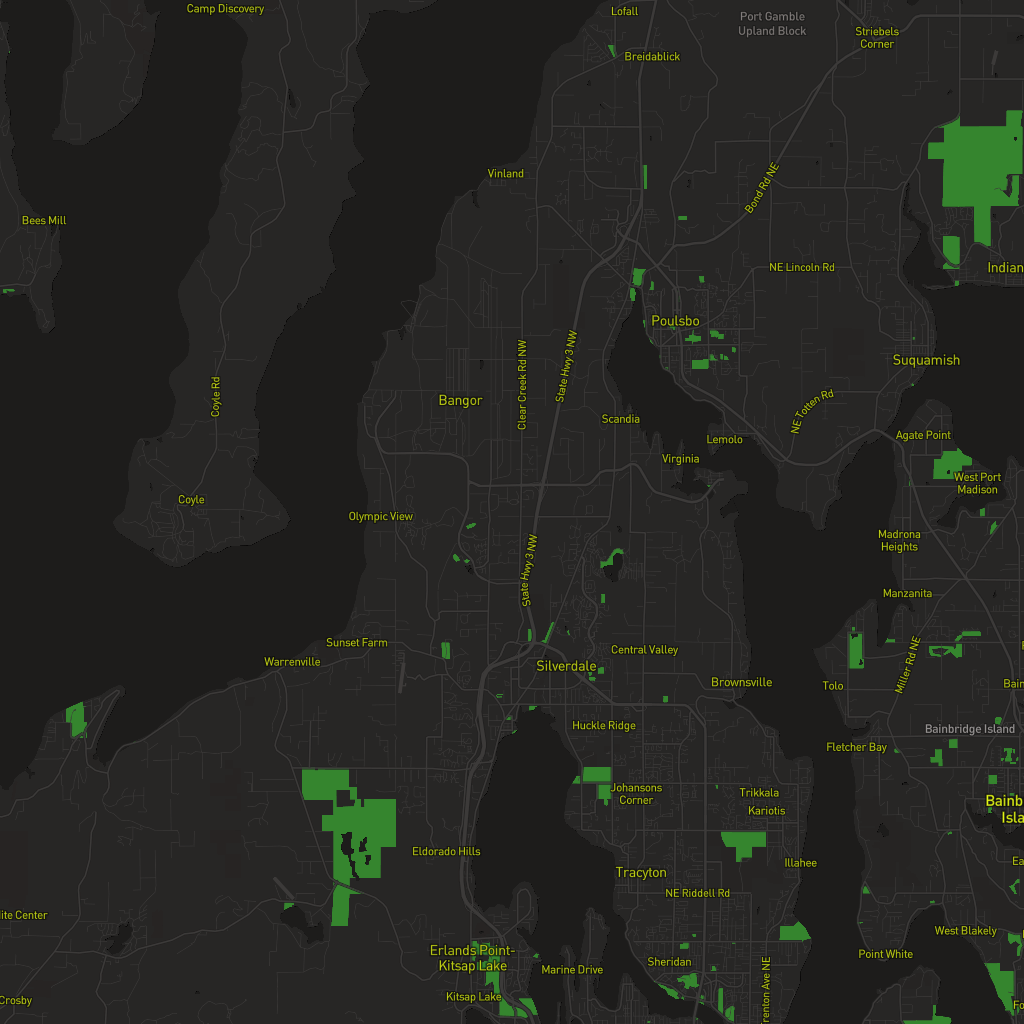 Camp Discovery
Lofall
Port Gamble
Upland Block
Striebels
Corner
Breidablick
Vinland
Bond Rd NE
Bees Mill
NE Lincoln Rd
Indian
Poulsbo
State Hwy 3 NW
Clear Creek Rd NW
Suquamish
Coyle Rd
Bangor
NE Totten Rd
Scandia
Lemolo
Agate Point
Virginia
West Port
Madison
Coyle
Olympic View
Madrona
Heights
State Hwy 3 NW
Manzanita
Sunset Farm
Central Valley
Miller Rd NE
Warrenville
Silverdale
Brownsville
Tolo
Bain
Huckle Ridge
Bainbridge Island
Fletcher Bay
Johansons
Corner
Trikkala
Kariotis
Bainb
Isla
Eldorado Hills
Illahee
Ea
Tracyton
NE Riddell Rd
ite Center
West Blakely
Erlands Point-
Kitsap Lake
Point White
Sheridan
Marine Drive
renton Ave NE
Kitsap Lake
Crosby
Fo